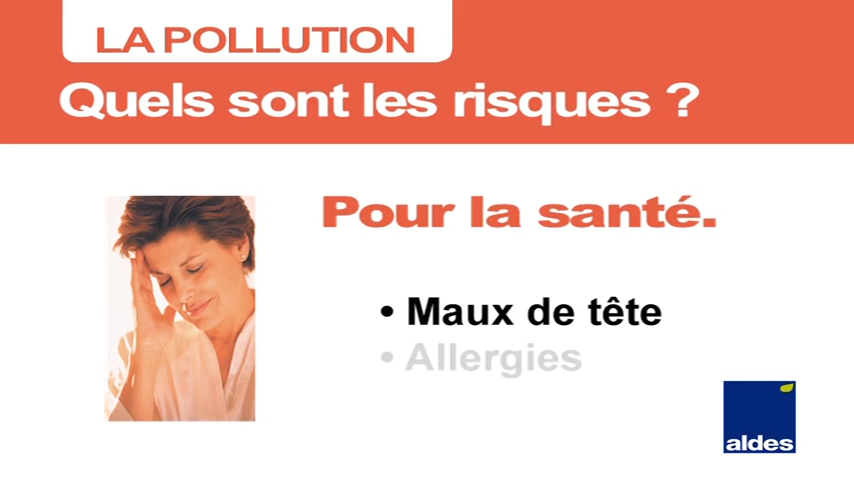 LA POLLUTION
Quels sont les risques ?
Pour la santé.
• Maux de tête
• Allergies
aldes